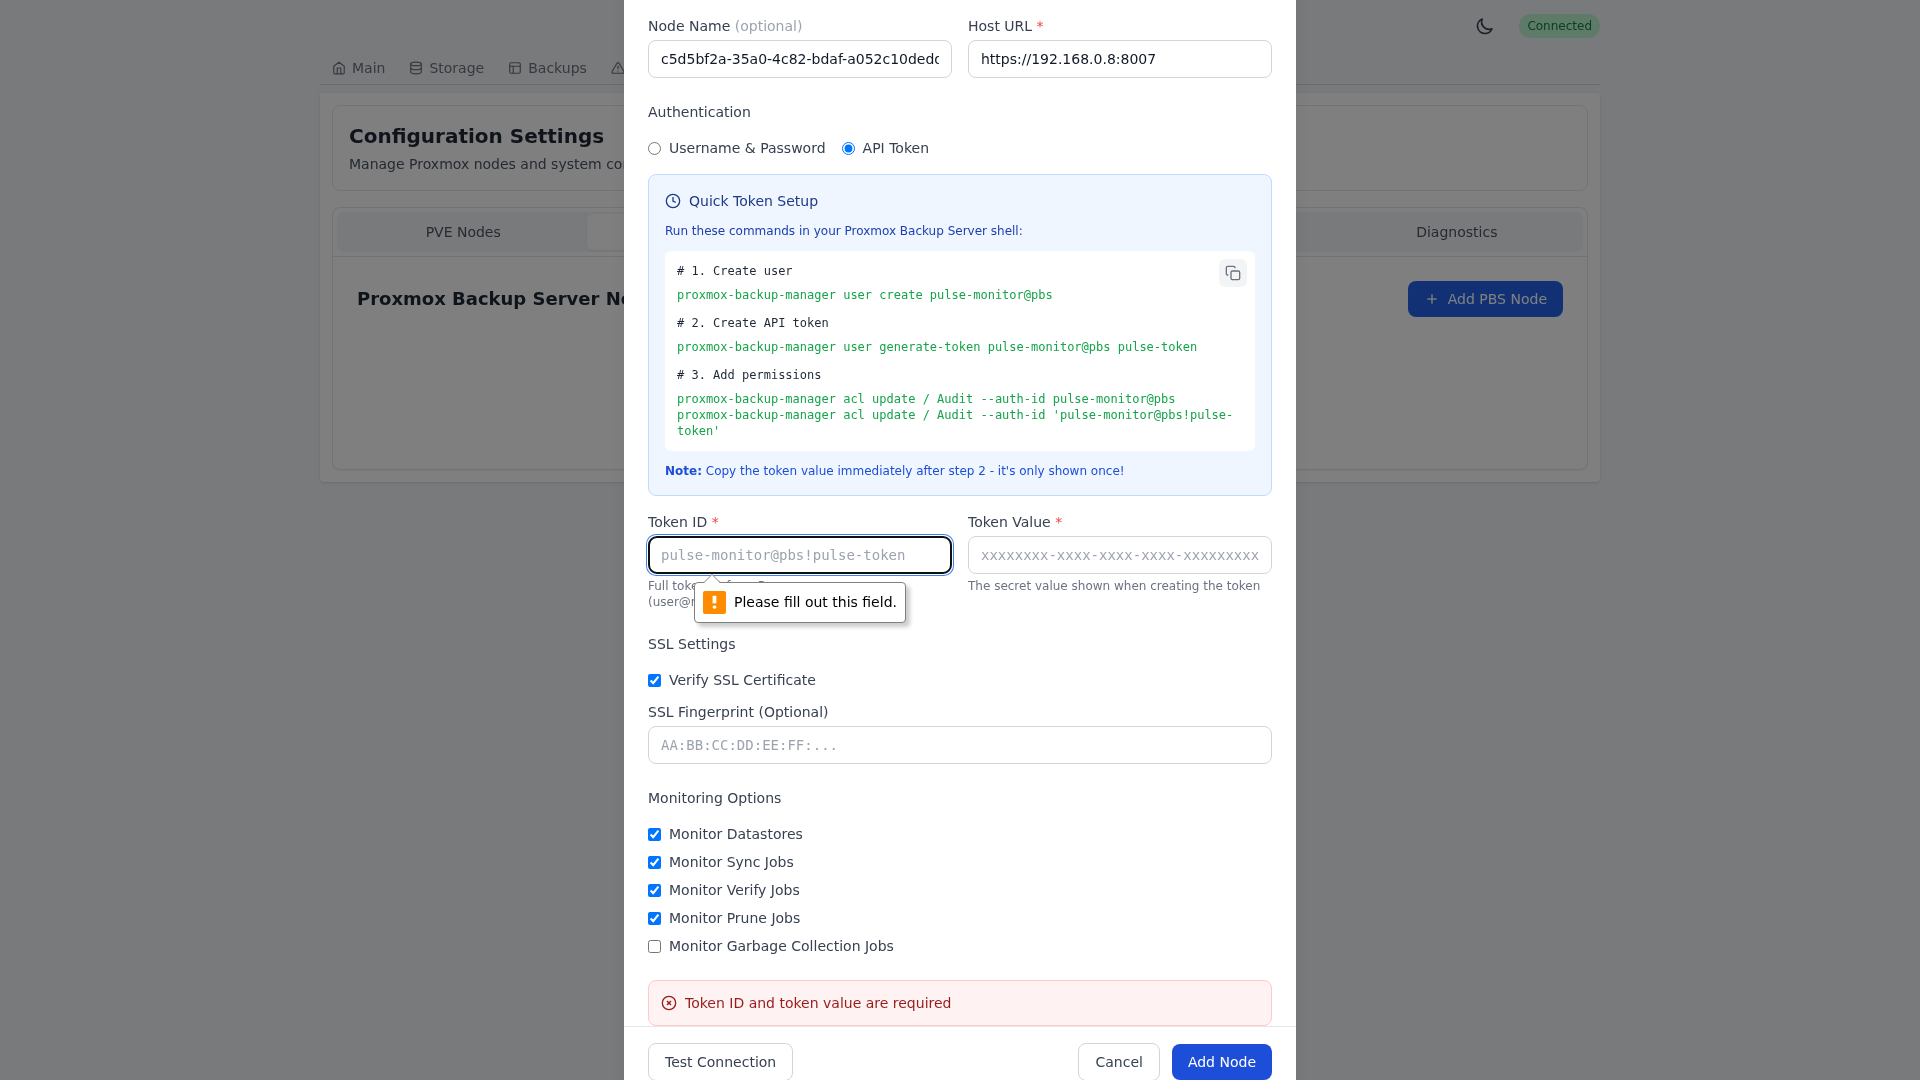 Node Name (optional)
Host URL *
Connected
c5d5bf2a-35a0-4c82-bdaf-a052c10ded
https://192.168.0.8:8007
Main
Storage
Backups
Authentication
Configuration Settings
Manage Proxmox nodes and system co
Username & Password
API Token
Quick Token Setup
Run these commands in your Proxmox Backup Server shell:
PVE Nodes
Diagnostics
# 1. Create user
proxmox-backup-manager user create pulse-monitor@pbs
Proxmox Backup Server N
+ Add PBS Node
# 2. Create API token
proxmox-backup-manager user generate-token pulse-monitor@pbs pulse-token
# 3. Add permissions
proxmox-backup-manager acl update / Audit --auth-id pulse-monitor@pbs
proxmox-backup-manager acl update / Audit --auth-id 'pulse-monitor@pbs!pulse-
token'
Note: Copy the token value immediately after step 2 - it's only shown once!
Token ID *
Token Value *
pulse-monitor@pbs!pulse-token
xxxxxxxx-xxxx-xxxx-xxxx-xxxxxxxxx
Full
The secret value shown when creating the token
Please fill out this field.
SSL Settings
Verify SSL Certificate
SSL Fingerprint (Optional)
AA:BB:CC:DD:EE:FF:...
Monitoring Options
Monitor Datastores
Monitor Sync Jobs
Monitor Verify Jobs
Monitor Prune Jobs
Monitor Garbage Collection Jobs
Token ID and token value are required
Test Connection
Cancel
Add Node